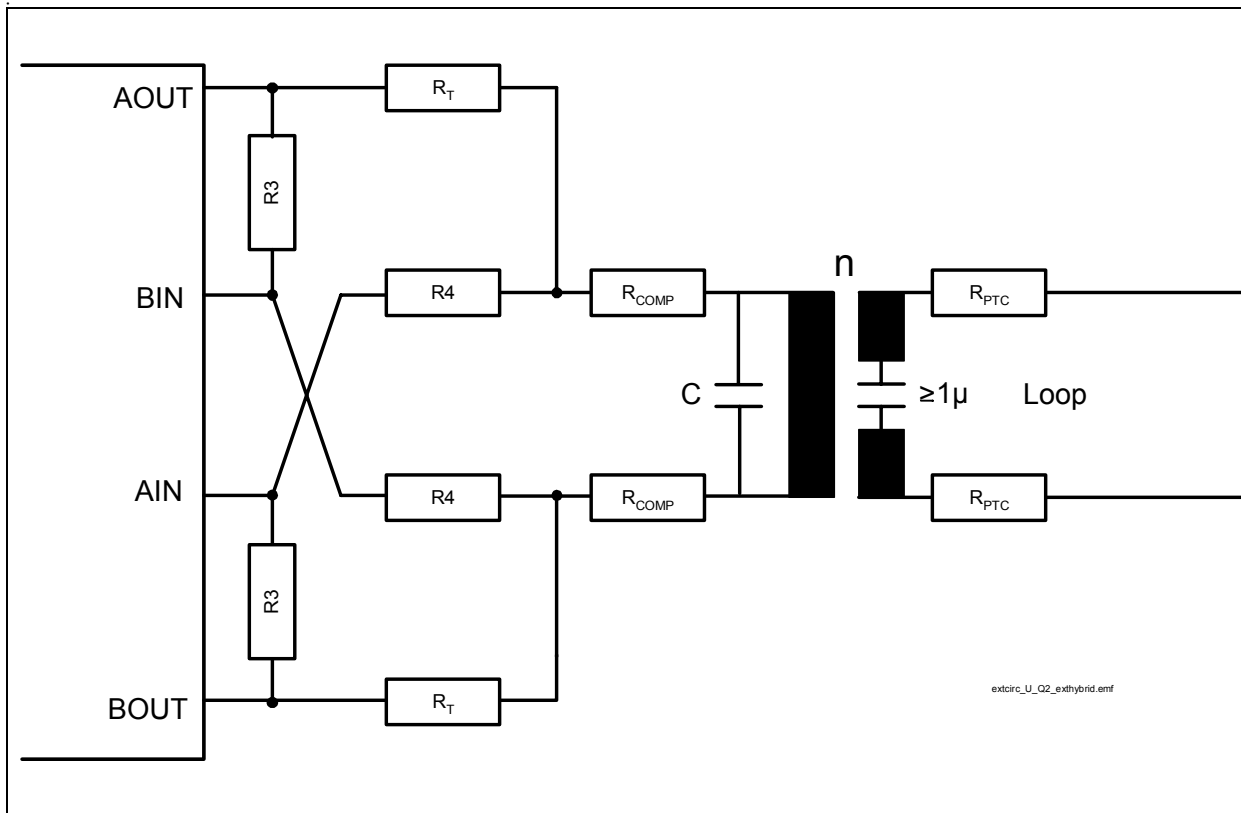 AOUT
R_T
R3
n
BIN
R4
R_COMP
R_PTC
C
≥1µ
Loop
AIN
R4
R_COMP
R_PTC
R3
BOUT
R_T
extcirc_U_Q2_exthybrid.emf